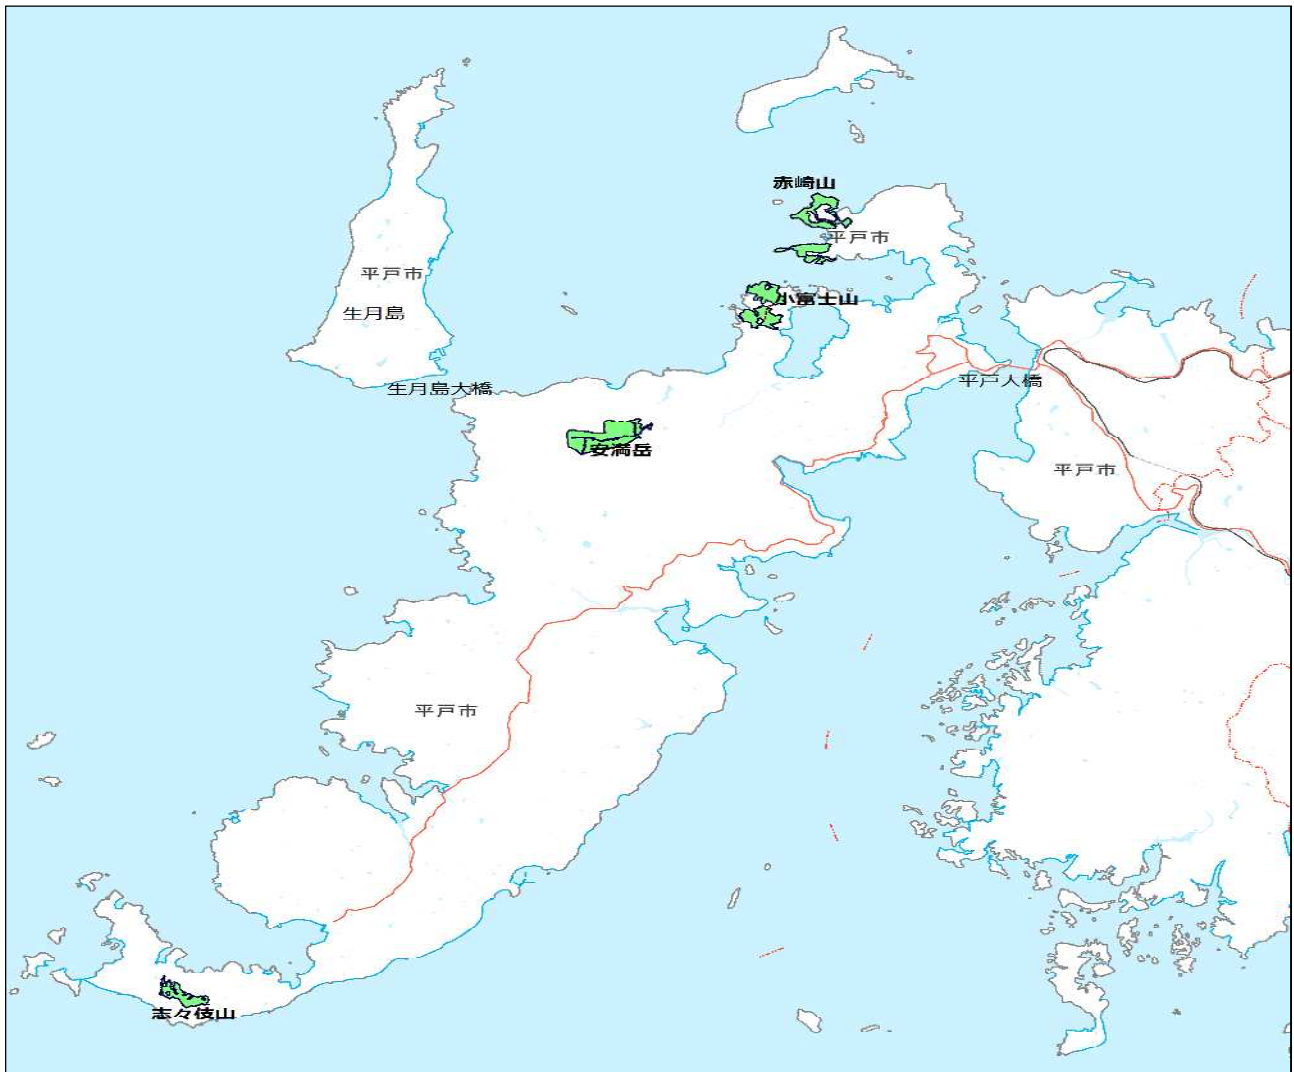 赤崎山
平戸市
平戸市
小富士山
生月島
平戸大橋
生月島大橋
安満岳
平戸市
平戸市
志々伎山